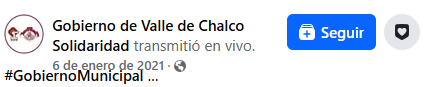 Gobierno de Valle de Chalco
Solidaridad transmitió en vivo.
6 de enero de 2021 ·
#GobiernoMunicipal ...
Seguir